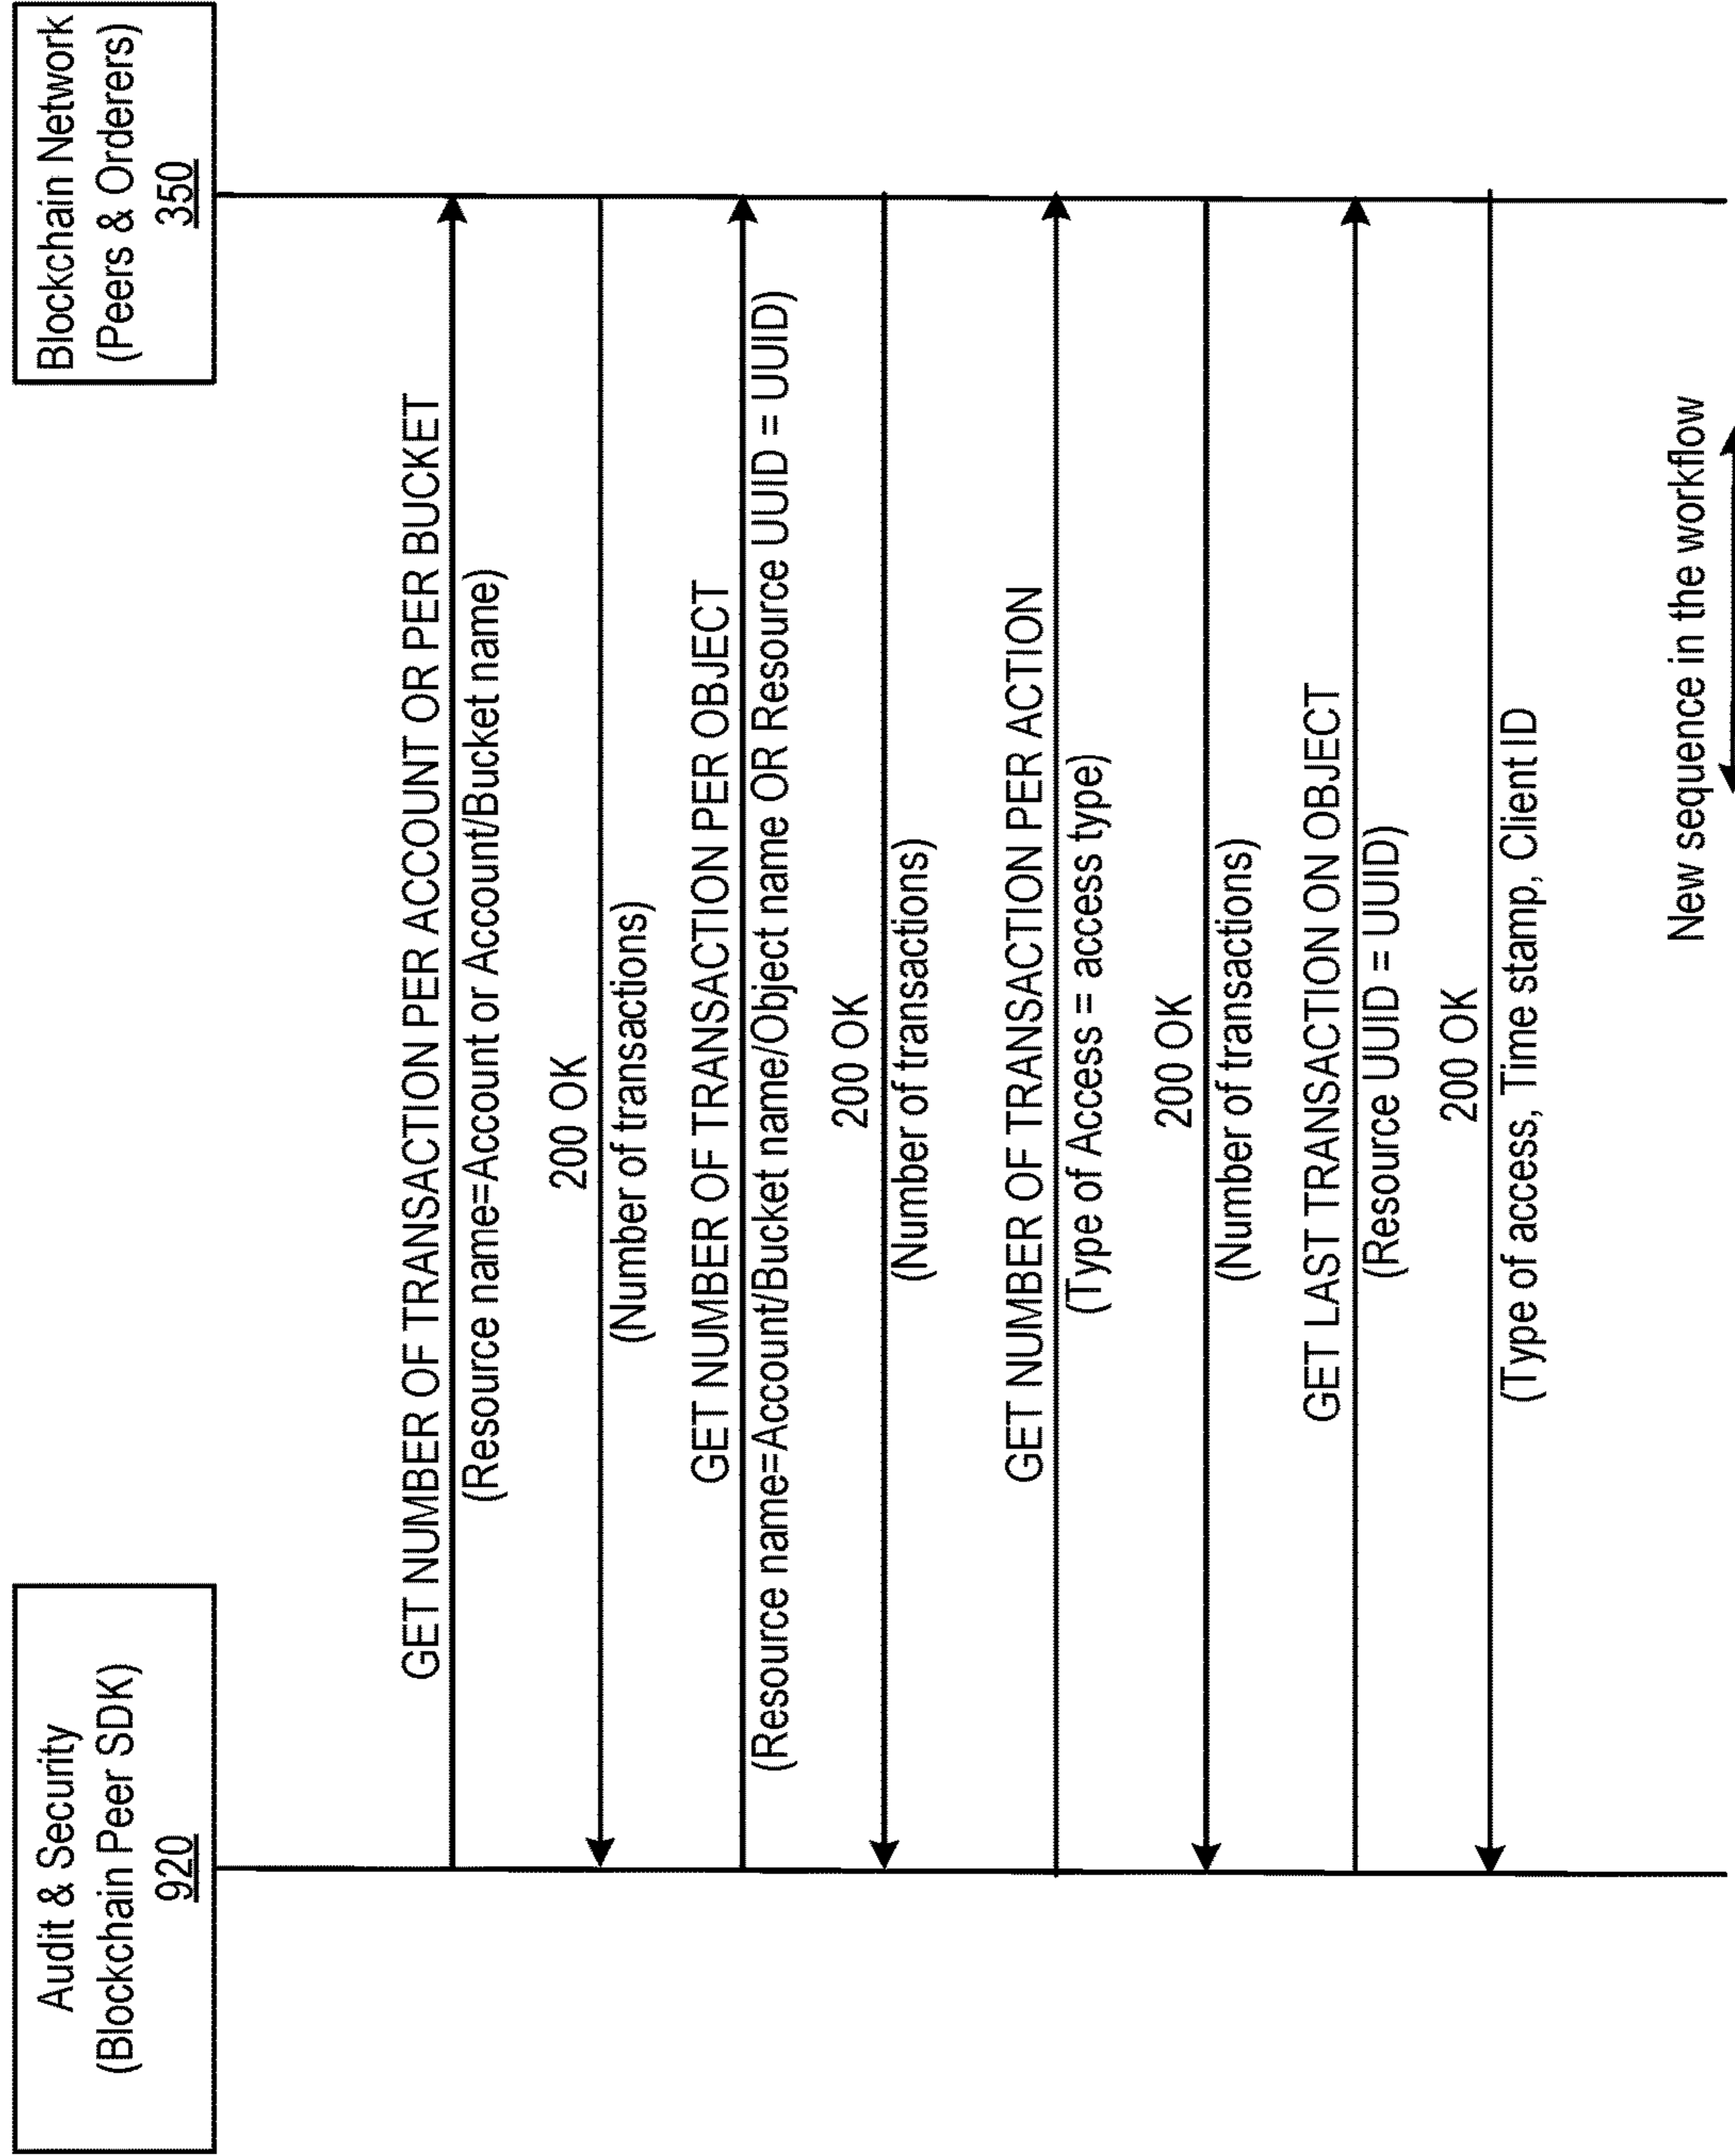 Audit & Security
(Blockchain Peer SDK)
920
Blockchain Network
(Peers & Orderers)
350
GET NUMBER OF TRANSACTION PER ACCOUNT OR PER BUCKET
(Resource name=Account or Account/Bucket name)
200 OK
(Number of transactions)
GET NUMBER OF TRANSACTION PER OBJECT
(Resource name=Account/Bucket name/Object name OR Resource UUID = UUID)
200 OK
(Number of transactions)
GET NUMBER OF TRANSACTION PER ACTION
(Type of Access = access type)
200 OK
(Number of transactions)
GET LAST TRANSACTION ON OBJECT
(Resource UUID = UUID)
200 OK
(Type of access, Time stamp, Client ID
New sequence in the workflow